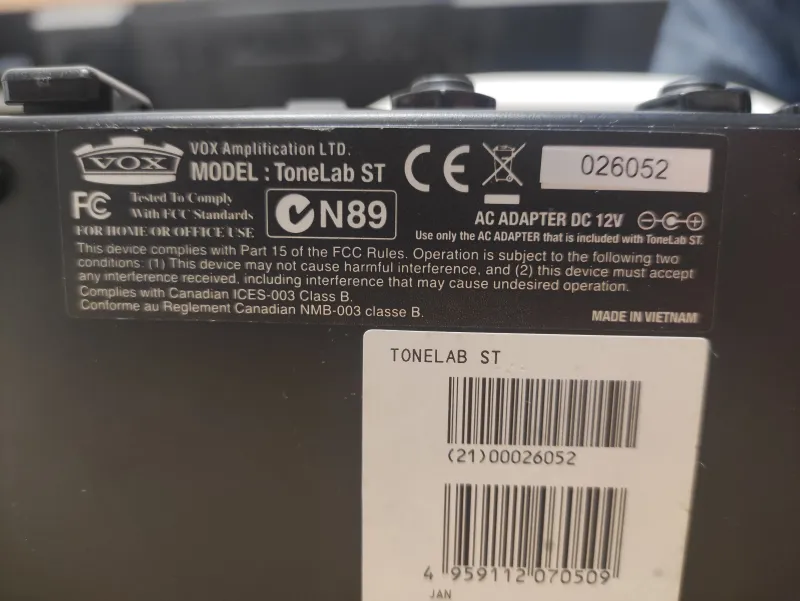 VOX
VOX Amplification LTD.
MODEL : ToneLab ST
CE
026052
FC
Tested To Comply
With FCC Standards
FOR HOME OR OFFICE USE
N89
AC ADAPTER DC 12V
Use only the AC ADAPTER that is included with ToneLab ST.
This device complies with Part 15 of the FCC Rules. Operation is subject to the following two
conditions: (1) This device may not cause harmful interference, and (2) this device must accept
any interference received, including interference that may cause undesired operation.
Complies with Canadian ICES-003 Class B.
Conforme au Reglement Canadian NMB-003 classe B.
MADE IN VIETNAM
TONELAB ST
(21)00026052
4 959112 070509
JAN